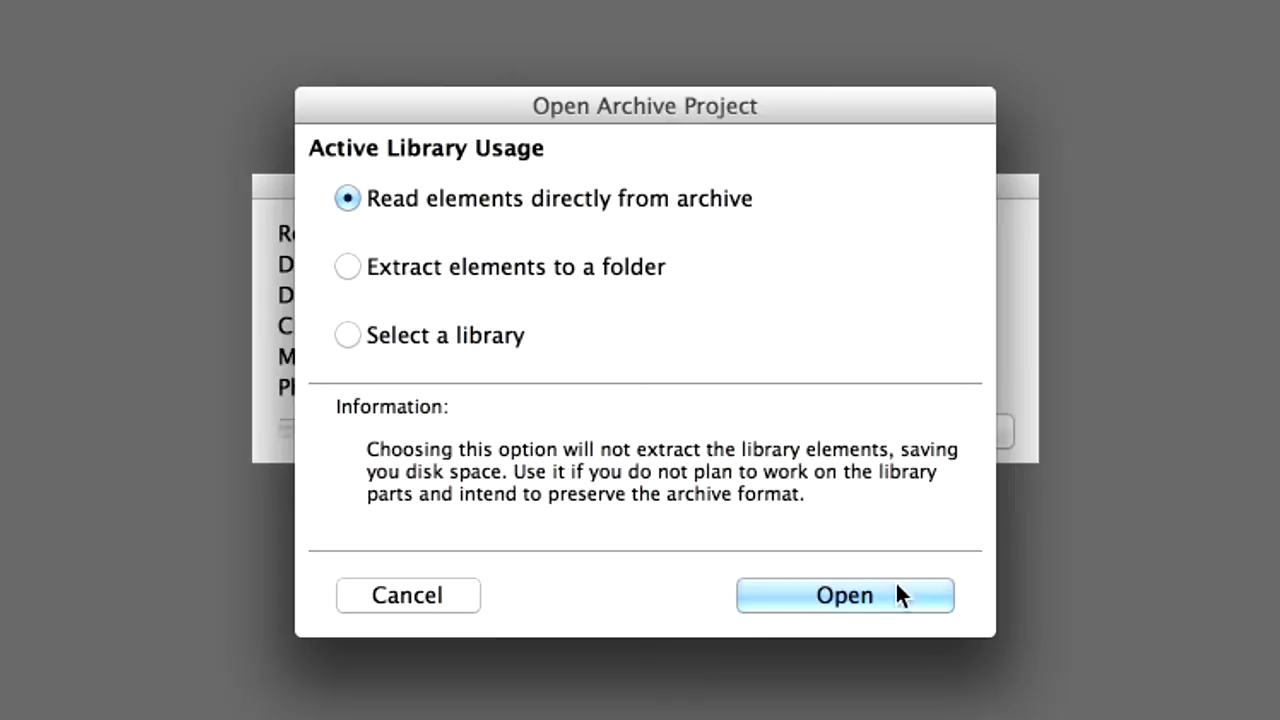 Open Archive Project
Active Library Usage
Read elements directly from archive
Extract elements to a folder
Select a library
Information:
Choosing this option will not extract the library elements, saving
you disk space. Use it if you do not plan to work on the library
parts and intend to preserve the archive format.
Cancel
Open